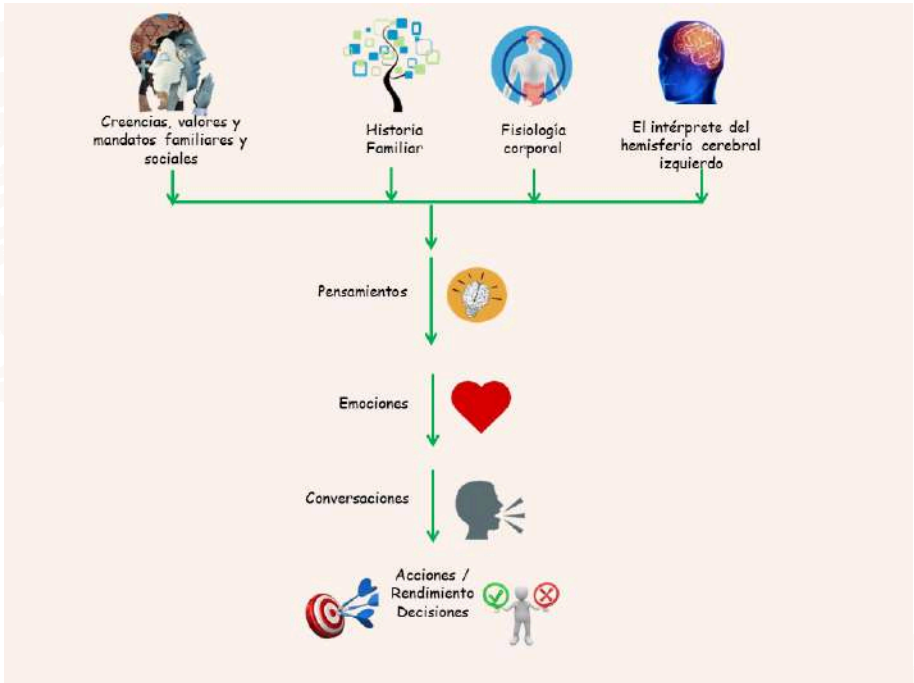 Creencias, valores y
mandatos familiares y
sociales
Historia
Familiar
Fisiología
corporal
El intérprete del
hemisferio cerebral
izquierdo
Pensamientos
Emociones
Conversaciones
Acciones /
Rendimiento
Decisiones